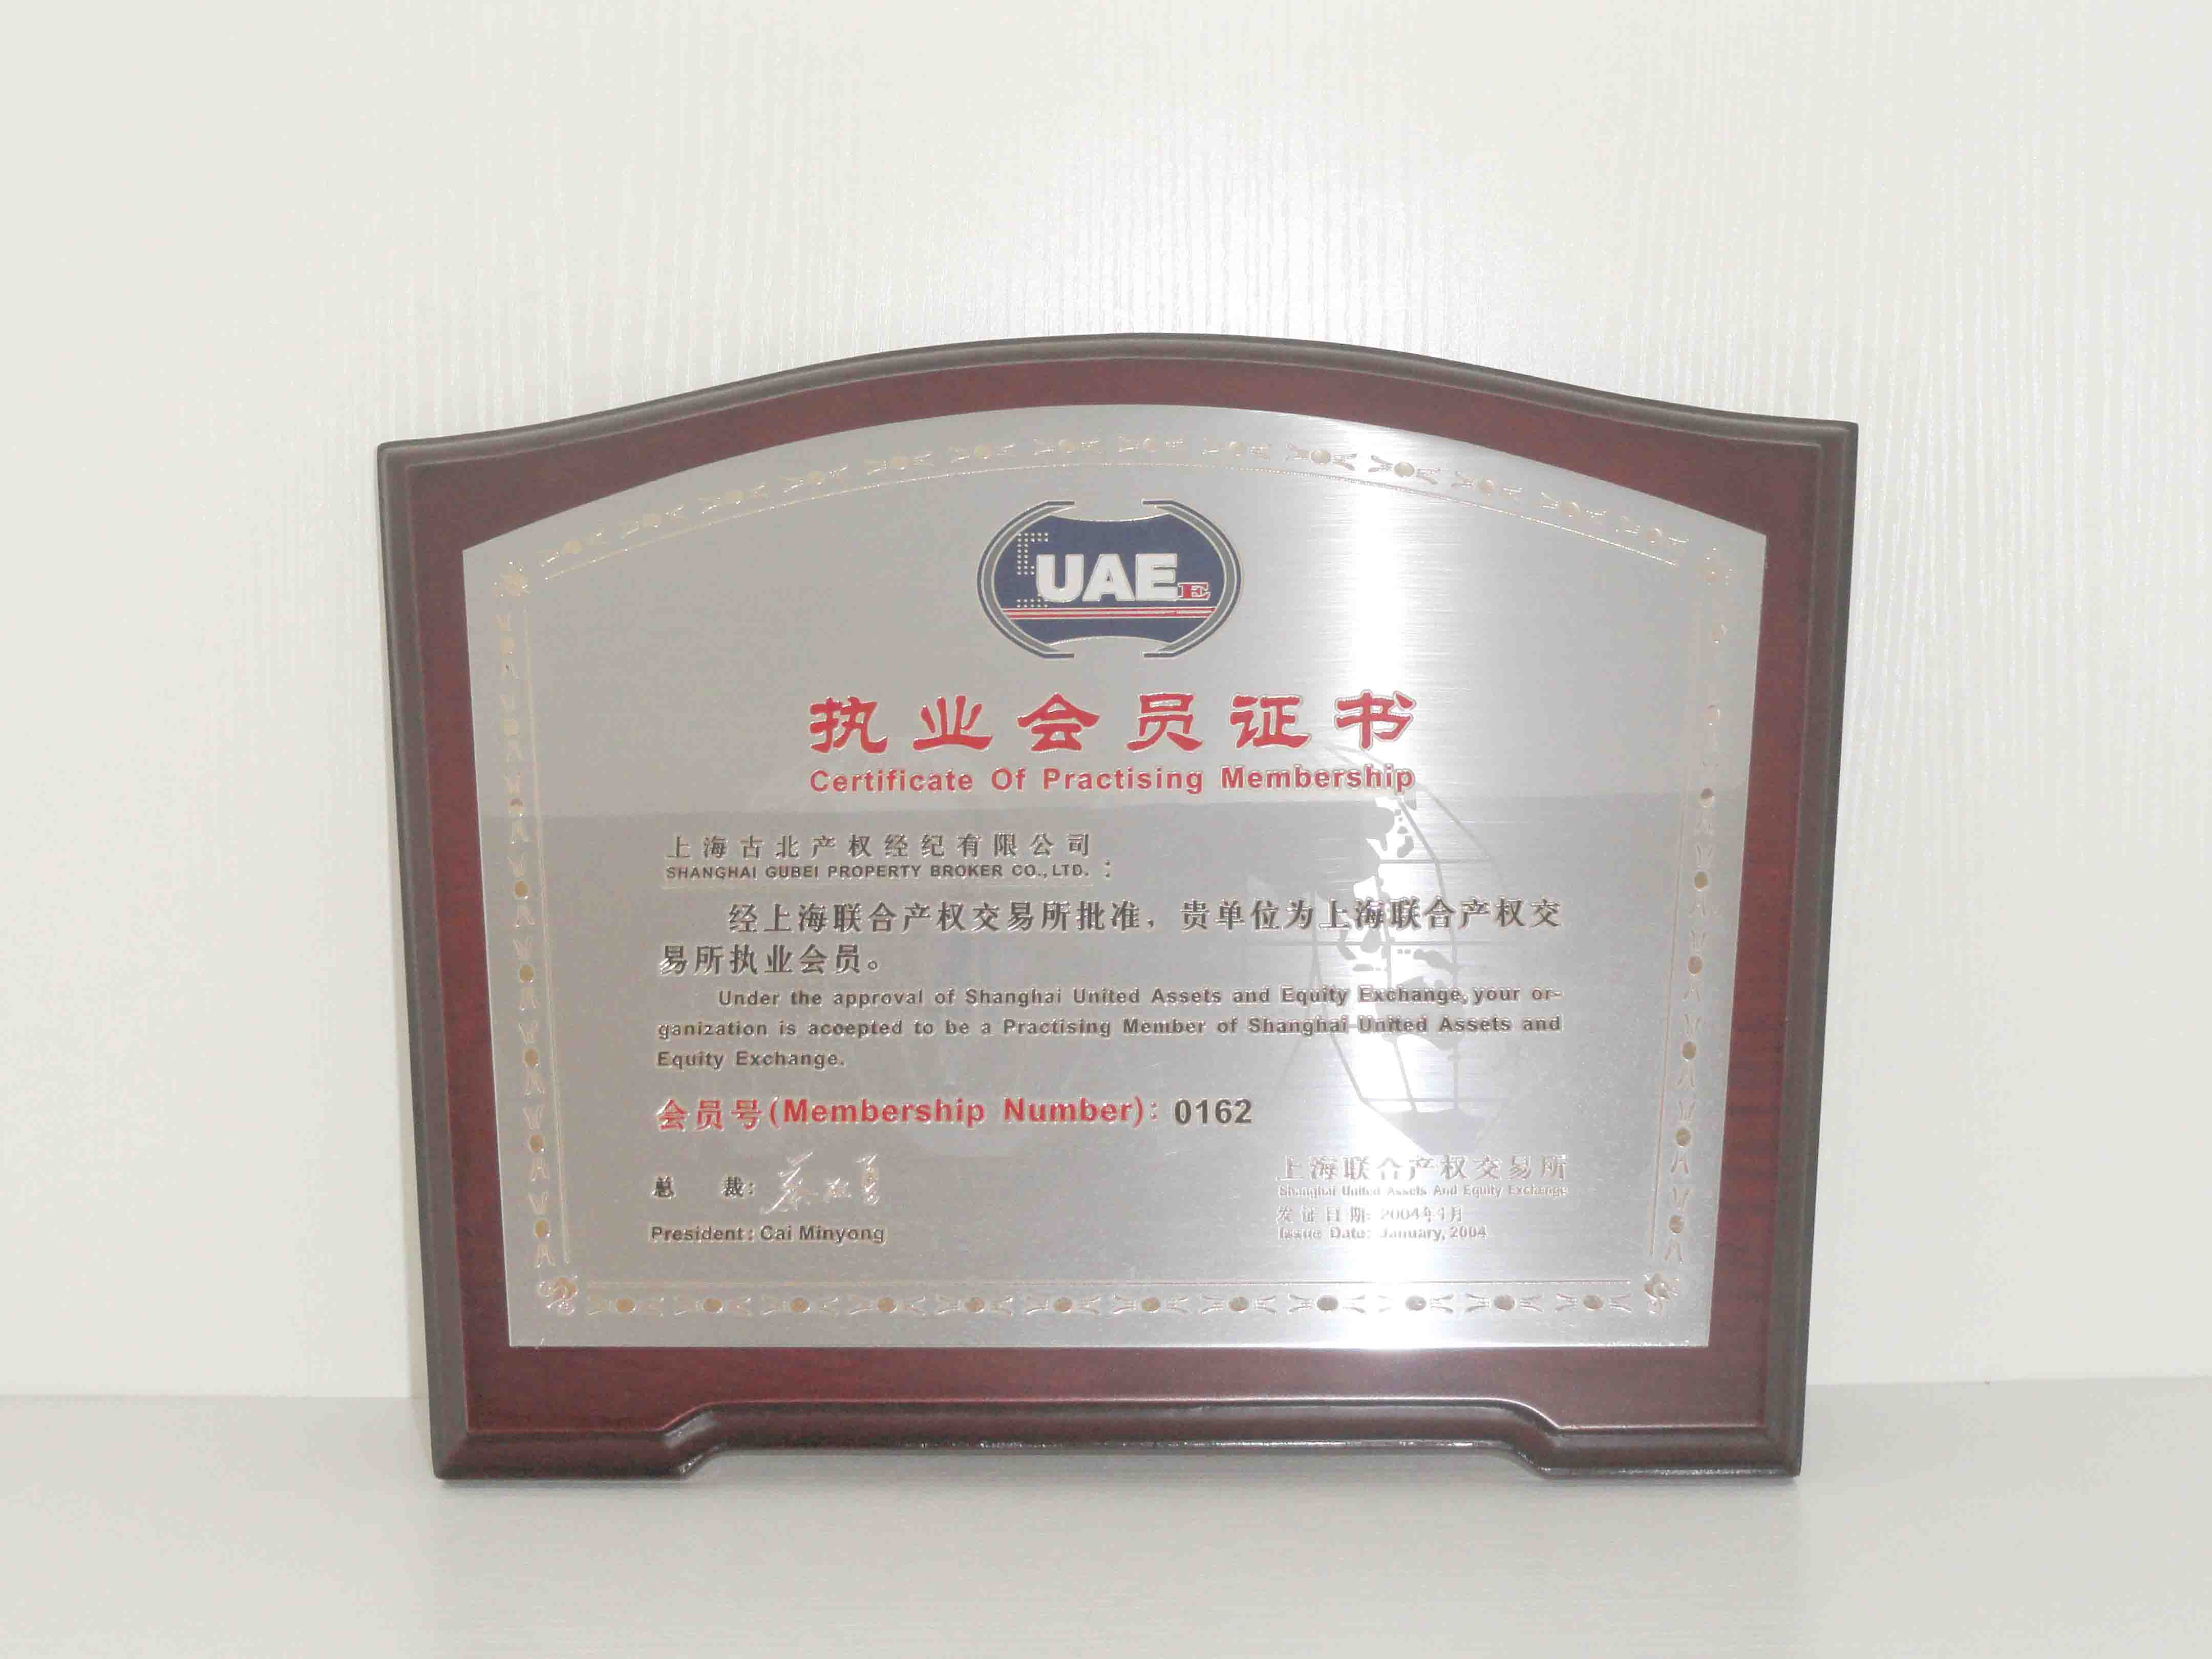 SUAEE
执业会员证书
Certificate Of Practising Membership
上海古北产权经纪有限公司
SHANGHAI GUBEI PROPERTY BROKER CO.,LTD. :
经上海联合产权交易所批准，贵单位为上海联合产权交
易所执业会员。
Under the approval of Shanghai United Assets and Equity Exchange, your or-
ganization is accepted to be a Practising Member of Shanghai United Assets and
Equity Exchange.
会员号(Membership Number): 0162
总 裁: 蔡敏勇
President: Cai Minyong
上海联合产权交易所
Shanghai United Assets And Equity Exchange
发证日期: 2004年1月
Issue Date: January, 2004